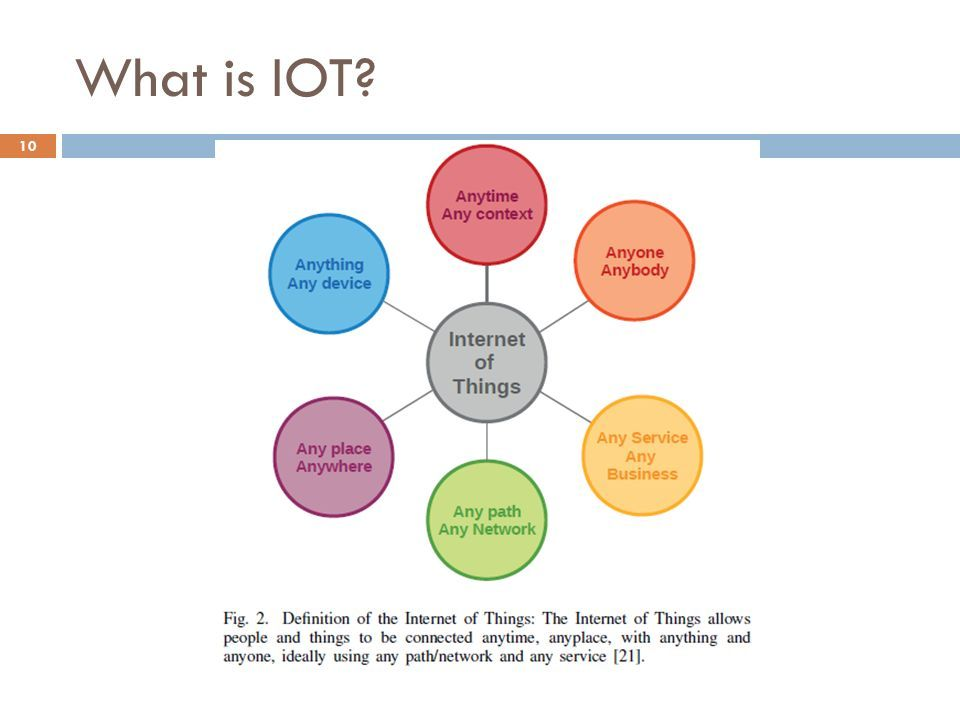 What is IOT?
10
Anytime
Any context
Anyone
Anybody
Anything
Any device
Internet
of
Things
Any place
Anywhere
Any Service
Any
Business
Any path
Any Network
Fig. 2. Definition of the Internet of Things: The Internet of Things allows
people and things to be connected anytime, anyplace, with anything and
anyone, ideally using any path/network and any service [21].